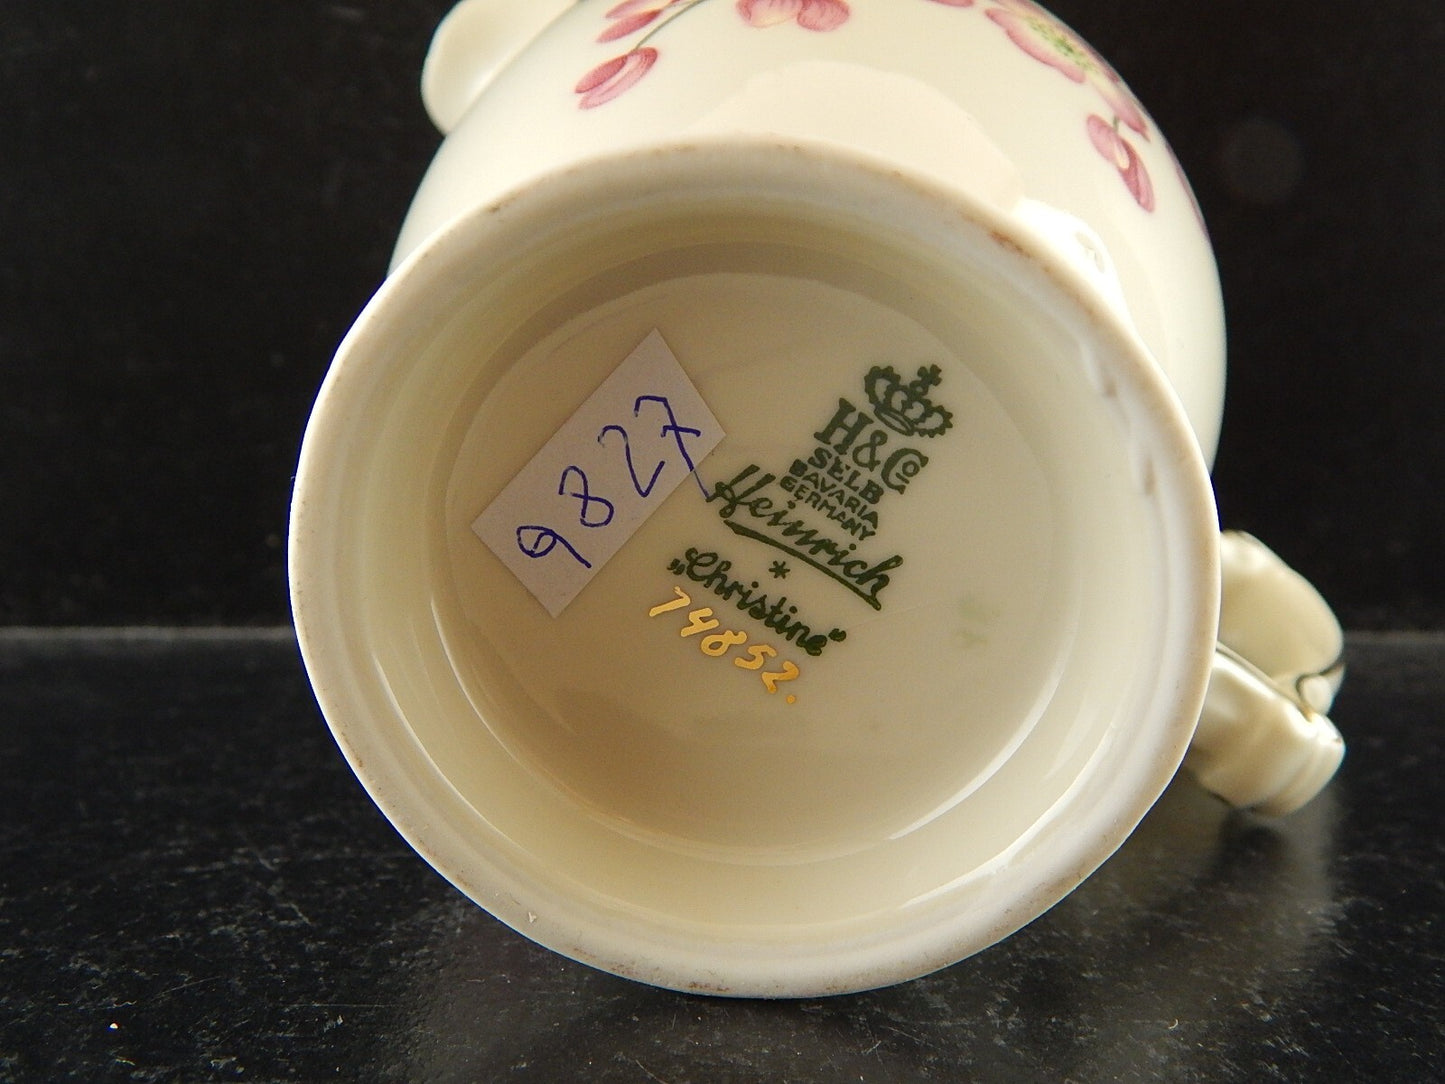 9827
H&Co
SELB
BAVARIA
GERMANY
Heinrich
*
„Christine"
74852.